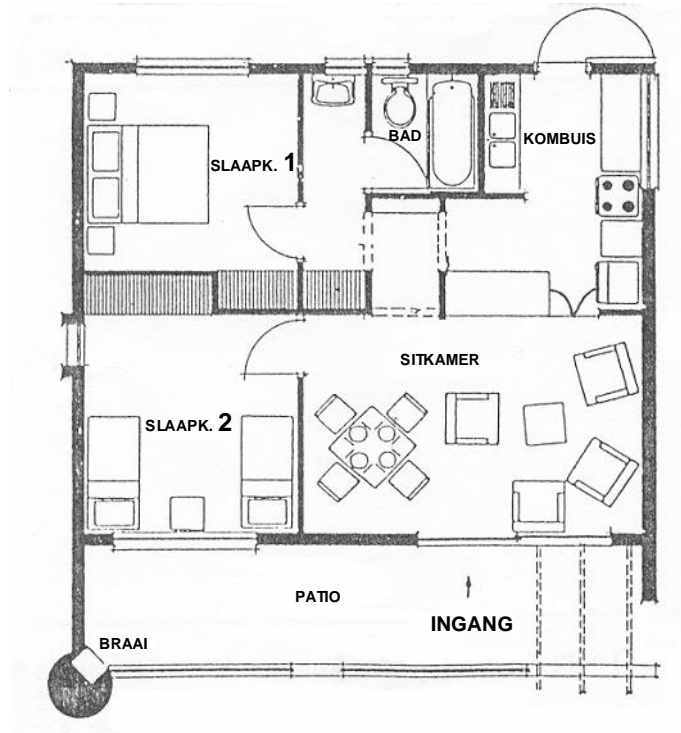 BAD
KOMBUIS
SLAAPK. 1
SITKAMER
SLAAPK. 2
PATIO
INGANG
BRAAI